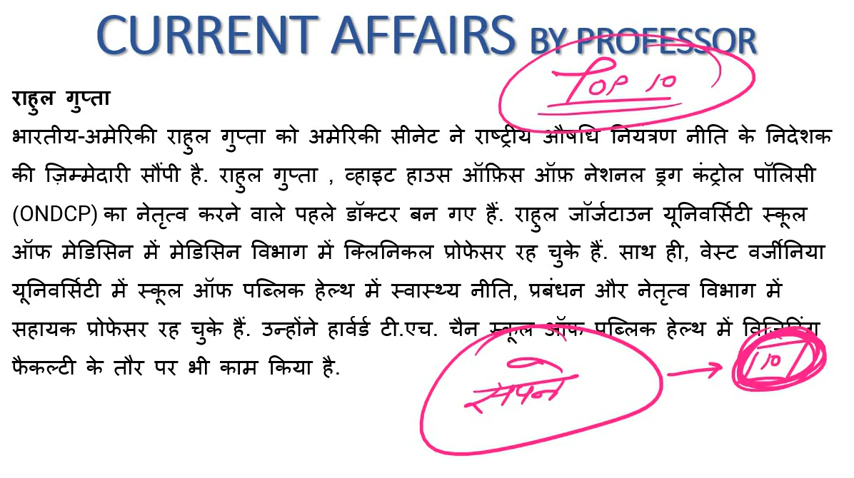 CURRENT AFFAIRS BY PROFESSOR
TOP 10
राहुल गुप्ता
भारतीय-अमेरिकी राहुल गुप्ता को अमेरिकी सीनेट ने राष्ट्रीय औषधि नियत्रण नीति के निदेशक
की ज़िम्मेदारी सौंपी है. राहुल गुप्ता , व्हाइट हाउस ऑफ़िस ऑफ़ नेशनल ड्रग कंट्रोल पॉलिसी
(ONDCP) का नेतृत्व करने वाले पहले डॉक्टर बन गए हैं. राहुल जॉर्जटाउन यूनिवर्सिटी स्कूल
ऑफ मेडिसिन में मेडिसिन विभाग में क्लिनिकल प्रोफेसर रह चुके हैं. साथ ही, वेस्ट वर्जीनिया
यूनिवर्सिटी में स्कूल ऑफ पब्लिक हेल्थ में स्वास्थ्य नीति, प्रबंधन और नेतृत्व विभाग में
सहायक प्रोफेसर रह चुके हैं. उन्होंने हार्वर्ड टी.एच. चैन स्कूल ऑफ पब्लिक हेल्थ में विजिटिंग
फैकल्टी के तौर पर भी काम किया है.
सपने
10